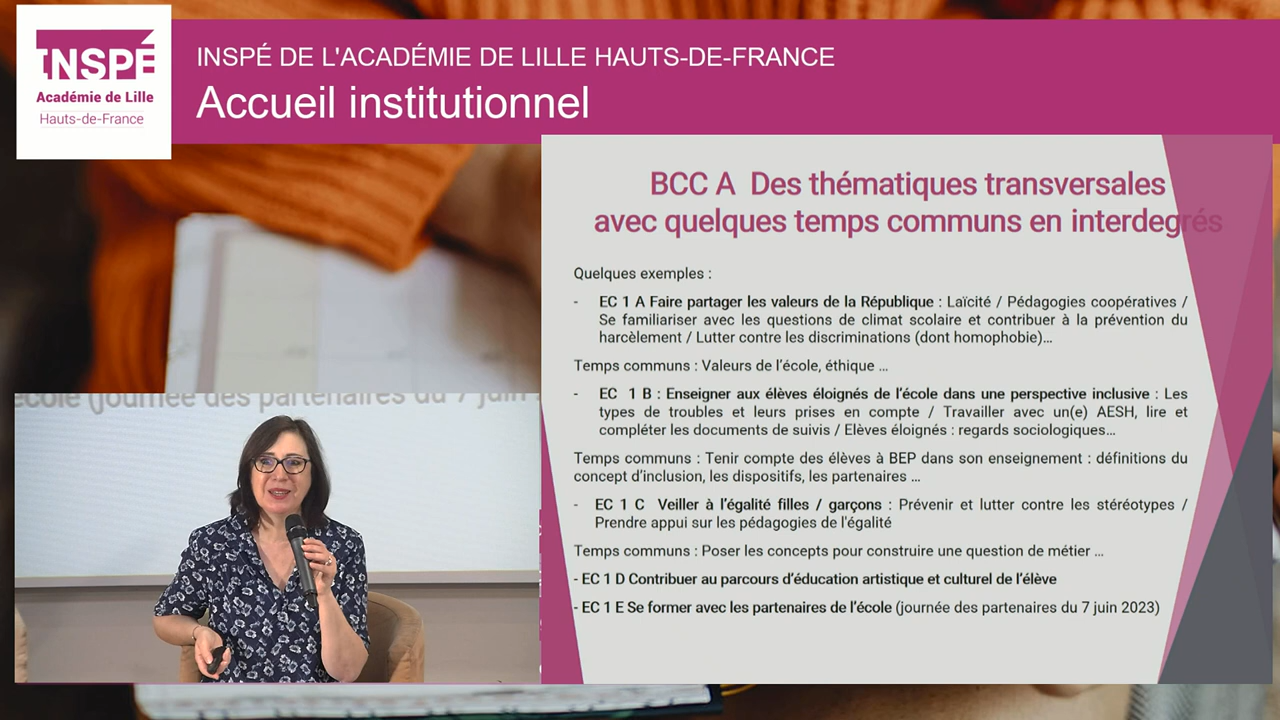 INSPÉ
Académie de Lille
Hauts-de-France
INSPÉ DE L'ACADÉMIE DE LILLE HAUTS-DE-FRANCE
Accueil institutionnel
BCC A Des thématiques transversales
avec quelques temps communs en interdegrés
Quelques exemples :
- EC 1 A Faire partager les valeurs de la République : Laïcité / Pédagogies coopératives /
Se familiariser avec les questions de climat scolaire et contribuer à la prévention du
harcèlement / Lutter contre les discriminations (dont homophobie)...
Temps communs : Valeurs de l'école, éthique ...
- EC 1 B : Enseigner aux élèves éloignés de l'école dans une perspective inclusive : Les
types de troubles et leurs prises en compte / Travailler avec un(e) AESH, lire et
compléter les documents de suivis / Elèves éloignés : regards sociologiques...
Temps communs : Tenir compte des élèves à BEP dans son enseignement : définitions du
concept d'inclusion, les dispositifs, les partenaires ...
- EC 1 C Veiller à l'égalité filles / garçons : Prévenir et lutter contre les stéréotypes /
Prendre appui sur les pédagogies de l'égalité
Temps communs : Poser les concepts pour construire une question de métier ...
- EC 1 D Contribuer au parcours d'éducation artistique et culturel de l'élève
- EC 1 E Se former avec les partenaires de l'école (journée des partenaires du 7 juin 2023)
école (journée des partenaires du 7 juin